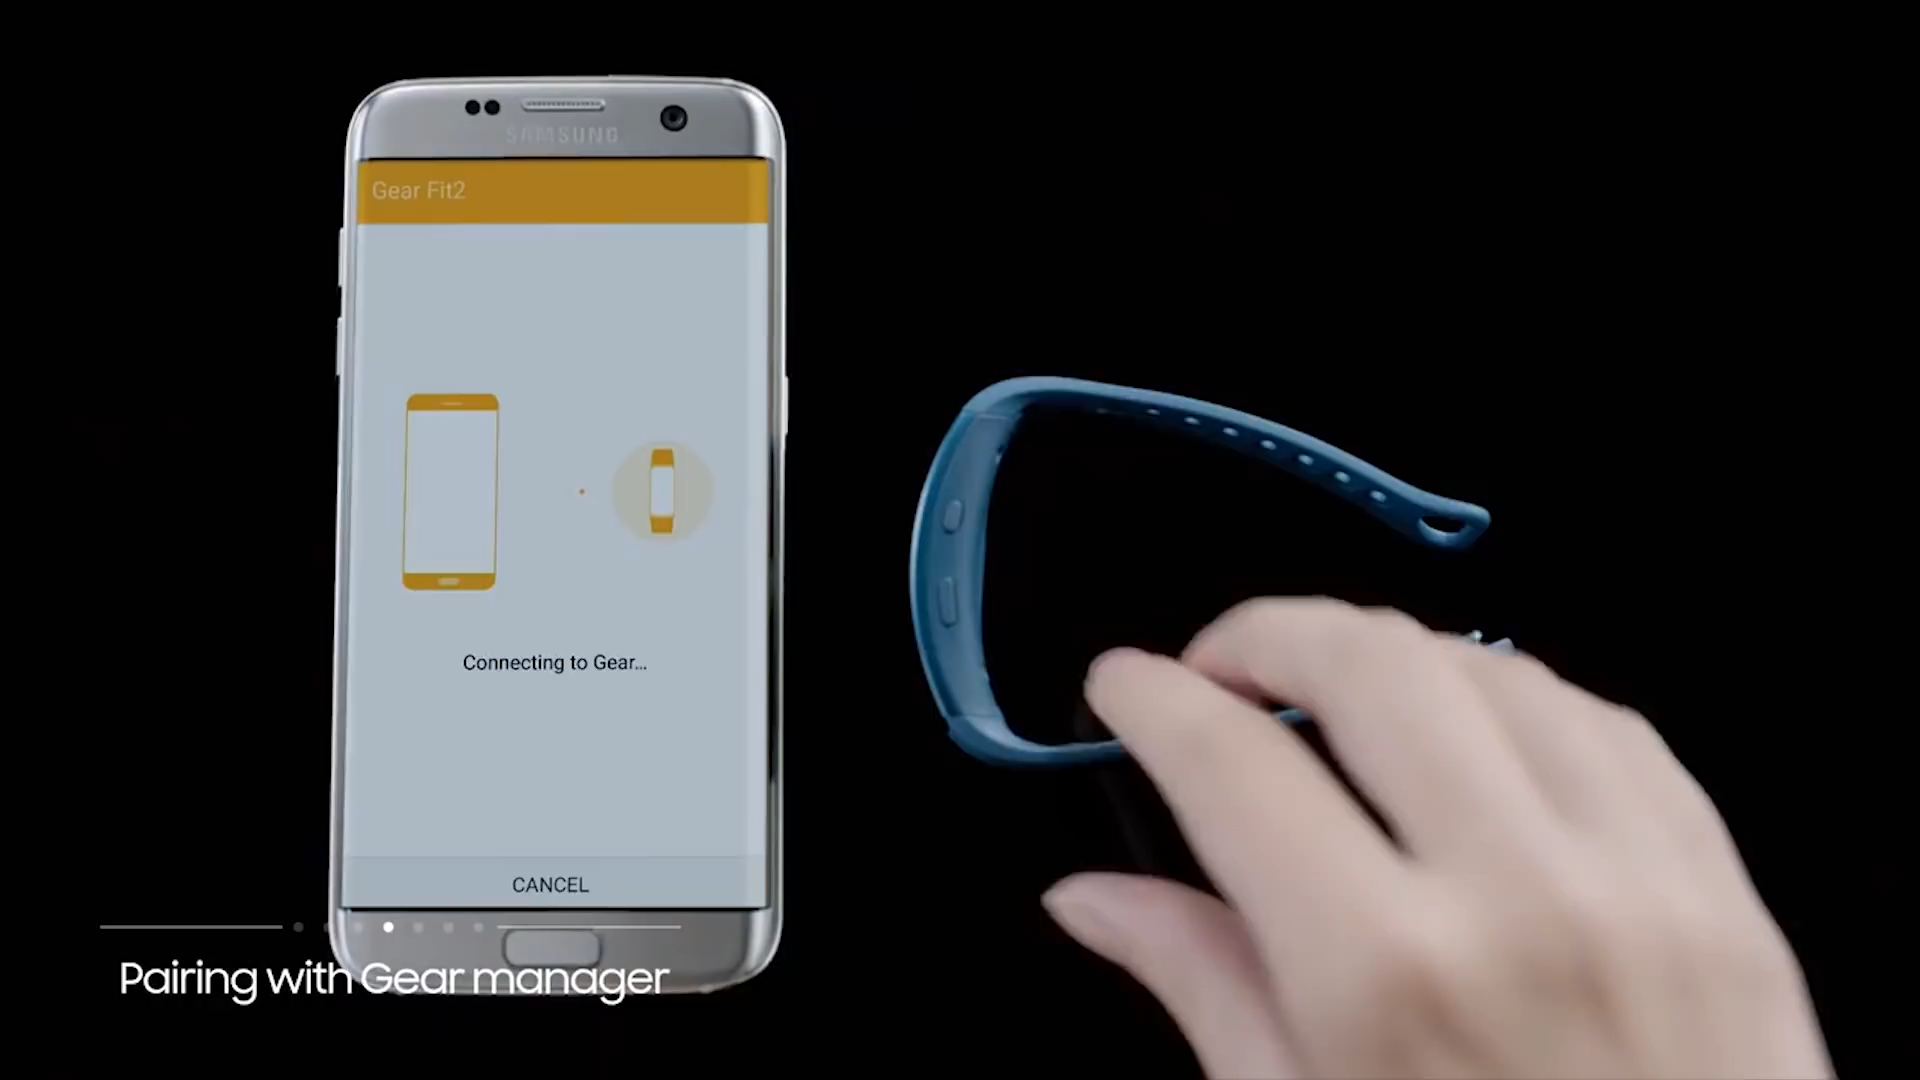 SAMSUNG
Gear Fit2
Connecting to Gear...
CANCEL
Pairing with Gear manager